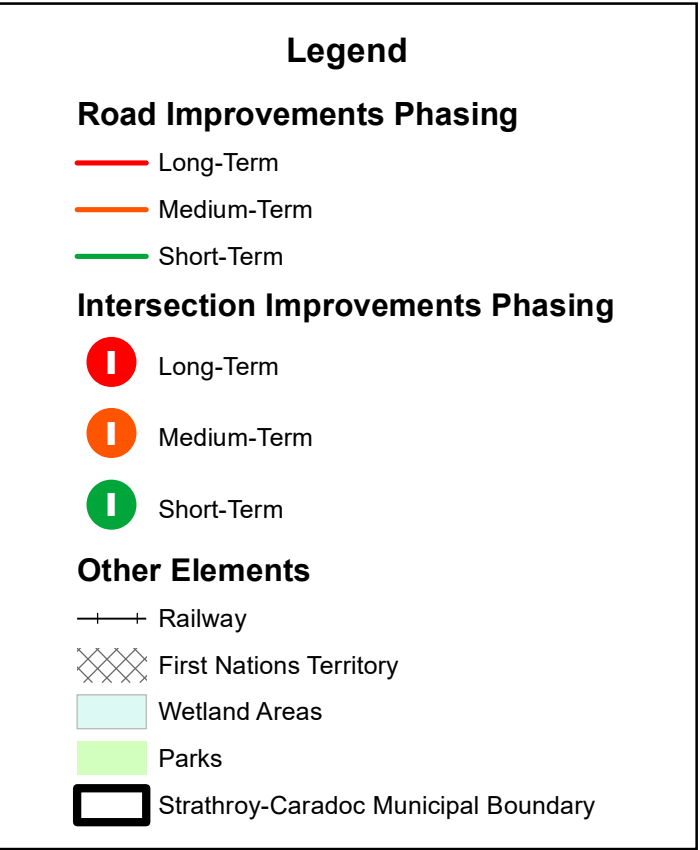 Legend
Road Improvements Phasing
Long-Term
Medium-Term
Short-Term
Intersection Improvements Phasing
I Long-Term
I Medium-Term
I Short-Term
Other Elements
Railway
First Nations Territory
Wetland Areas
Parks
Strathroy-Caradoc Municipal Boundary